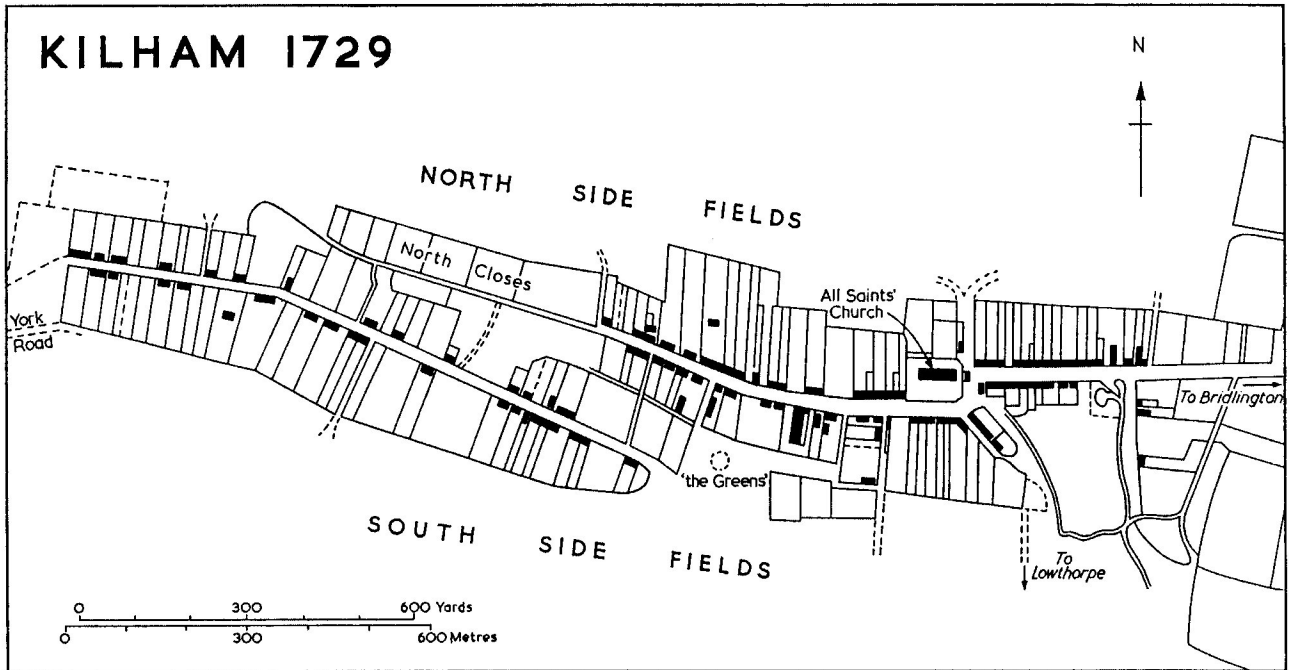 KILHAM 1729
N
NORTH SIDE FIELDS
North Closes
All Saints'
Church
York
Road
To Bridlington
'the Greens'
SOUTH SIDE FIELDS
To
Lowthorpe
0 300 600 Yards
0 300 600 Metres